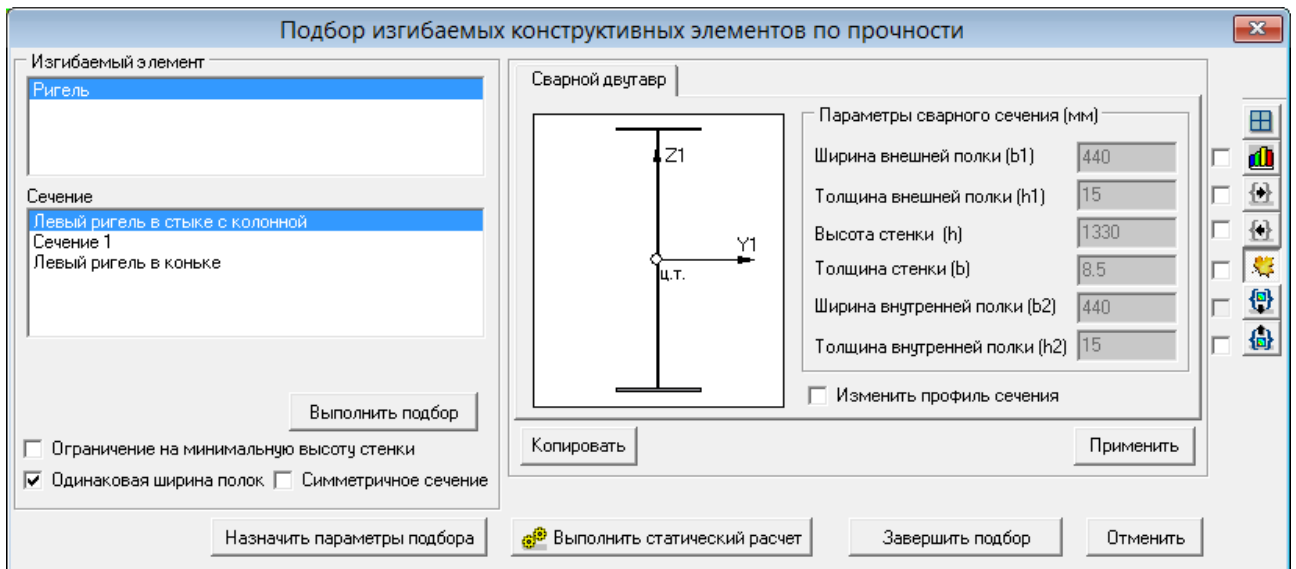 Подбор изгибаемых конструктивных элементов по прочности
Изгибаемый элемент
Ригель
Сечение
Левый ригель в стыке с колонной
Сечение 1
Левый ригель в коньке
Выполнить подбор
Ограничение на минимальную высоту стенки
Одинаковая ширина полок
Симметричное сечение
Сварной двутавр
Z1
Y1
ц.т.
Параметры сварного сечения (мм)
Ширина внешней полки (b1) 440
Толщина внешней полки (h1) 15
Высота стенки (h) 1330
Толщина стенки (b) 8.5
Ширина внутренней полки (b2) 440
Толщина внутренней полки (h2) 15
Изменить профиль сечения
Копировать
Применить
Назначить параметры подбора
Выполнить статический расчет
Завершить подбор
Отменить